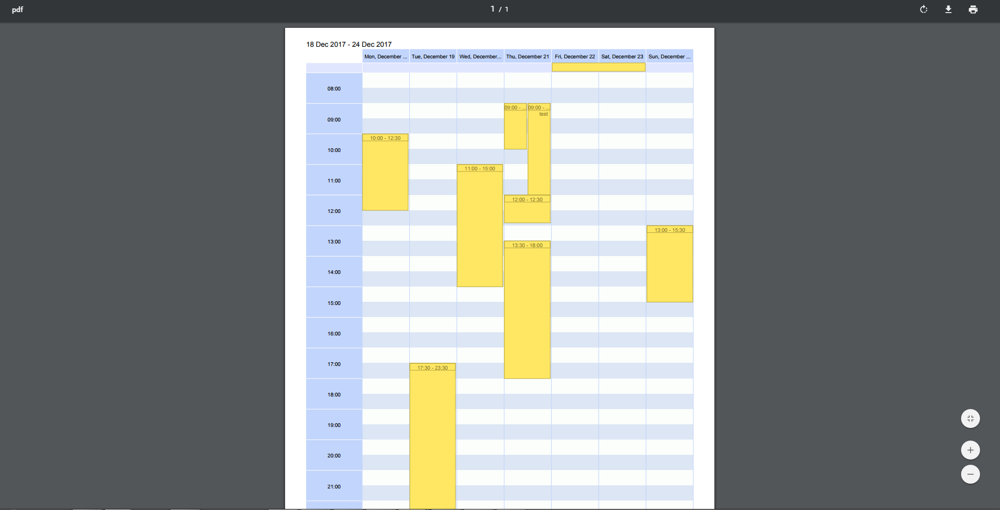 pdf
1 / 1
18 Dec 2017 - 24 Dec 2017
Mon, December ... Tue, December 19 Wed, December... Thu, December 21 Fri, December 22 Sat, December 23 Sun, December ...
08:00
09:00 - ... 09:00 - ...
test
09:00
10:00 - 12:30
10:00
11:00 - 15:00
11:00
12:00 - 12:30
12:00
13:00 - 15:30
13:00
13:30 - 18:00
14:00
15:00
16:00
17:00
17:30 - 23:30
18:00
19:00
20:00
21:00